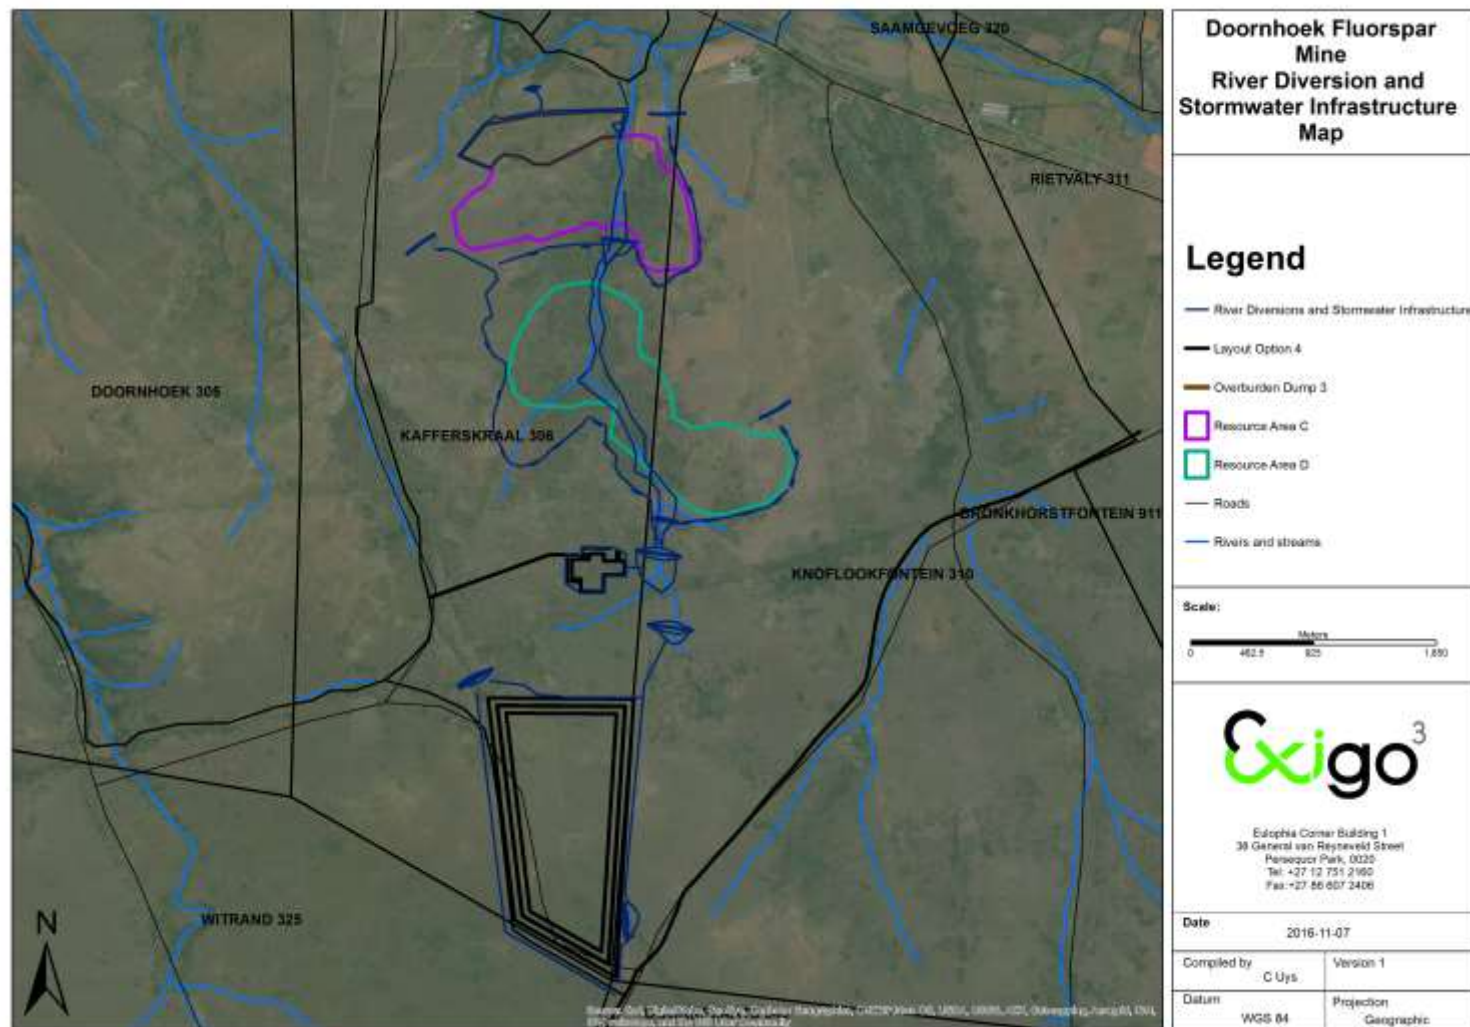 Doornhoek Fluorspar
Mine
River Diversion and
Stormwater Infrastructure
Map
Legend
River Diversions and Stormwater Infrastructure
Layout Option 4
Overburden Dump 3
Resource Area C
Resource Area D
Roads
Rivers and streams
Scale:
Meters
0 462.5 925 1,850
Exigo3
Eulophia Corner Building 1
38 General van Reyneveld Street
Persequor Park, 0020
Tel: +27 12 751 2160
Fax: +27 86 607 2406
Date
2016-11-07
Compiled by
C Uys
Version 1
Datum
WGS 84
Projection
Geographic
SAAMGEVOEG 320
RIETVALY 311
DOORNHOEK 305
KAFFERSKRAAL 306
BRONKHORSTFONTEIN 911
KNOFLOOKFONTEIN 310
WITRAND 325
N